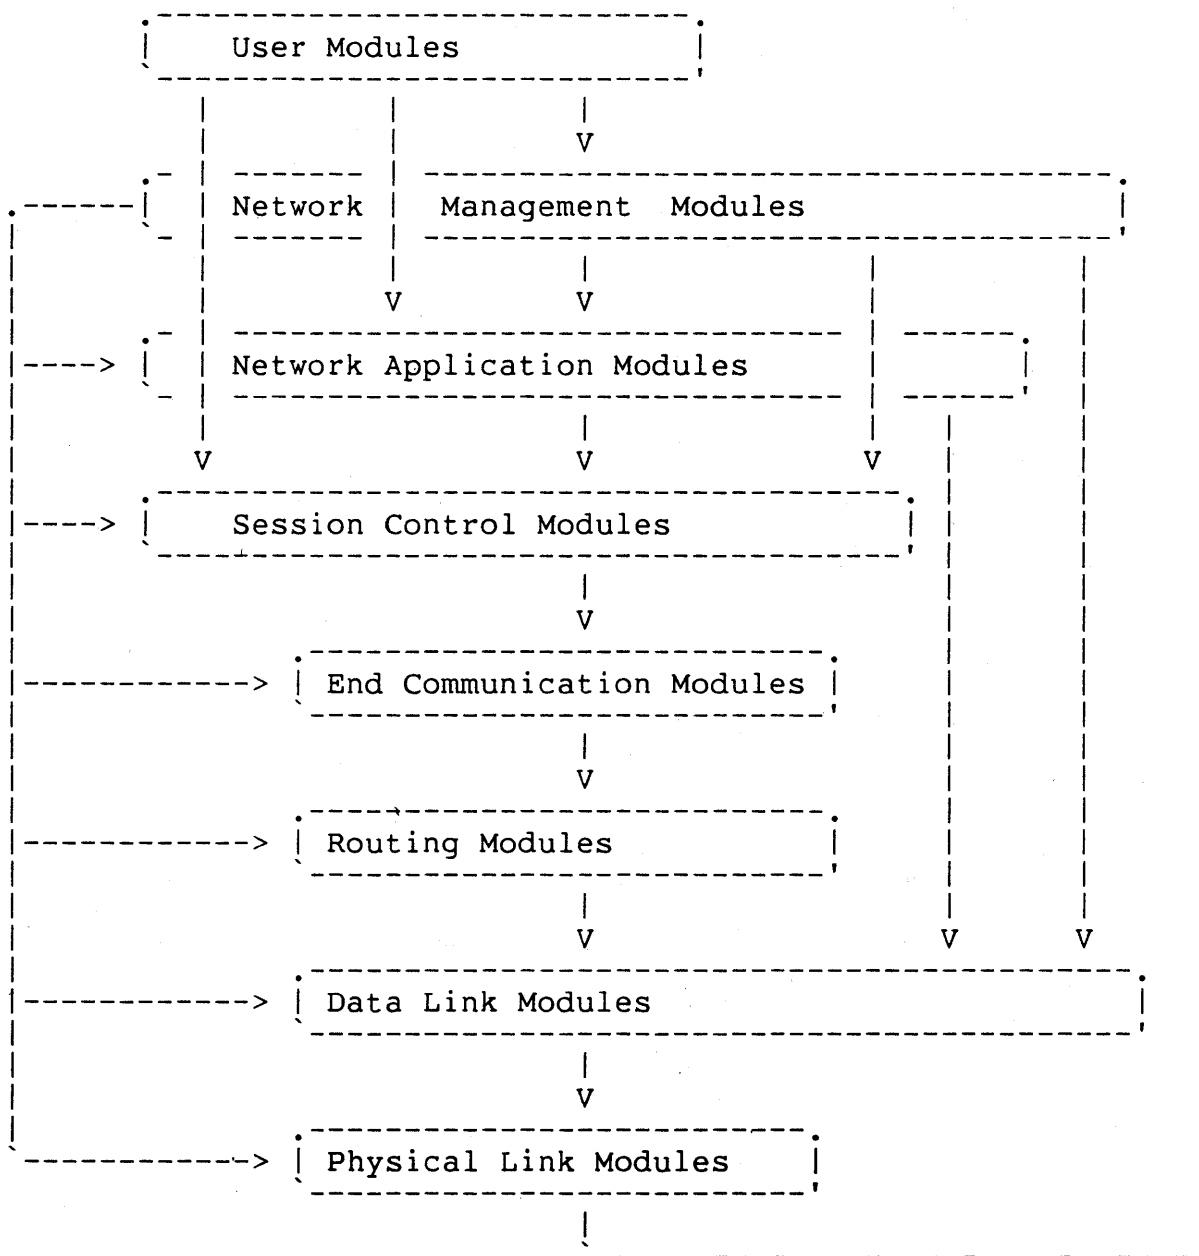 User Modules
Network Management Modules
Network Application Modules
Session Control Modules
End Communication Modules
Routing Modules
Data Link Modules
Physical Link Modules